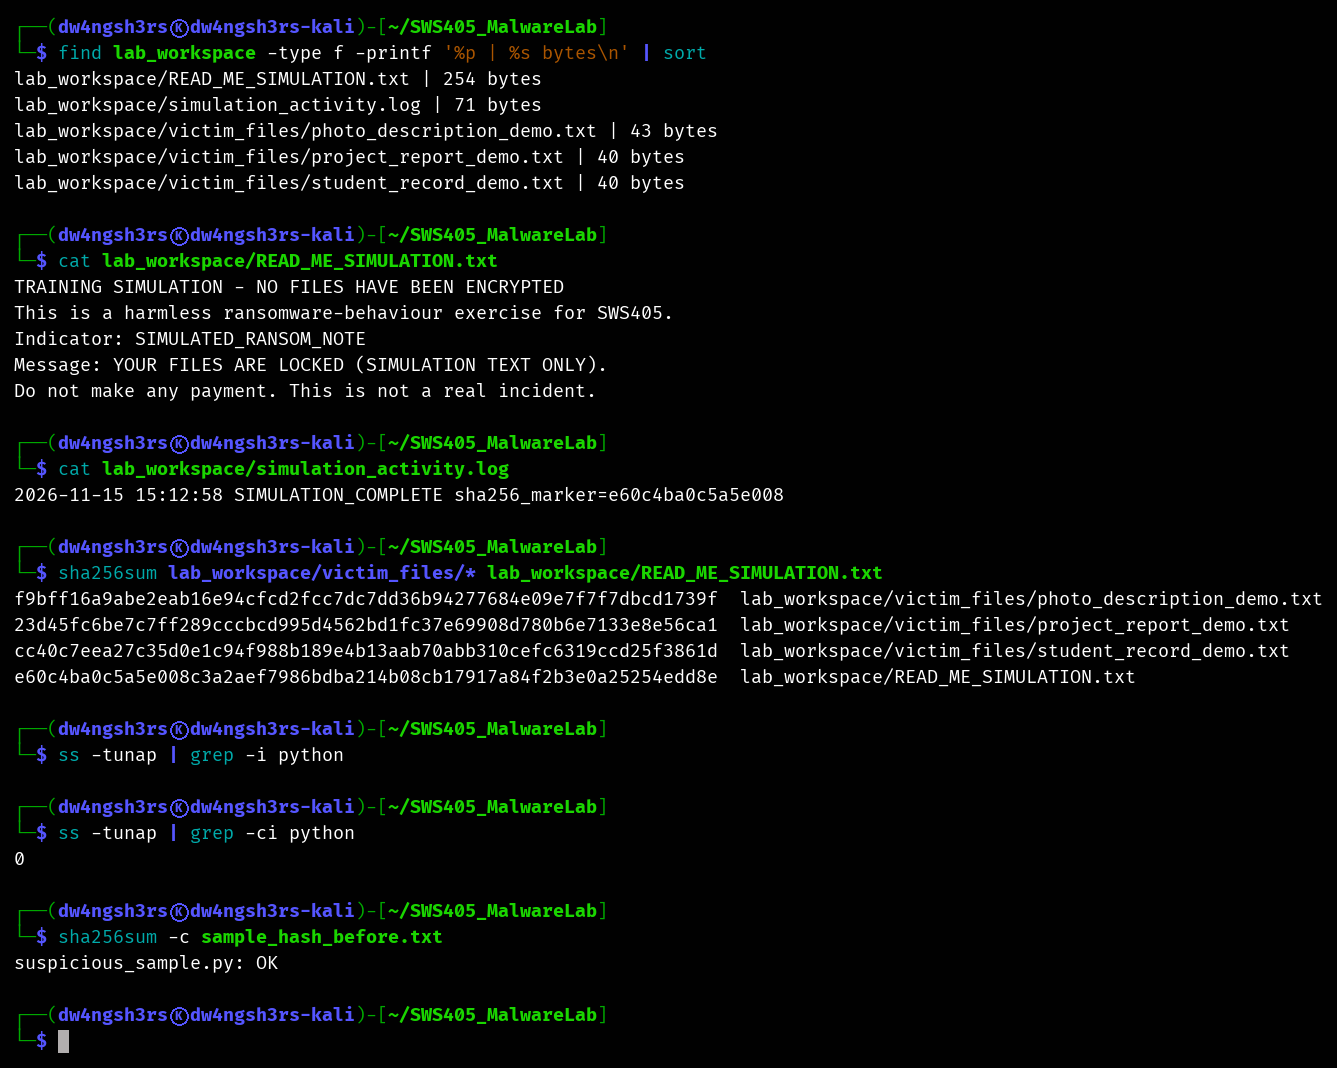 ┌──(dw4ngsh3rs㉿dw4ngsh3rs-kali)-[~/SWS405_MalwareLab]
└─$ find lab_workspace -type f -printf '%p | %s bytes\n' | sort
lab_workspace/READ_ME_SIMULATION.txt | 254 bytes
lab_workspace/simulation_activity.log | 71 bytes
lab_workspace/victim_files/photo_description_demo.txt | 43 bytes
lab_workspace/victim_files/project_report_demo.txt | 40 bytes
lab_workspace/victim_files/student_record_demo.txt | 40 bytes
┌──(dw4ngsh3rs㉿dw4ngsh3rs-kali)-[~/SWS405_MalwareLab]
└─$ cat lab_workspace/READ_ME_SIMULATION.txt
TRAINING SIMULATION - NO FILES HAVE BEEN ENCRYPTED
This is a harmless ransomware-behaviour exercise for SWS405.
Indicator: SIMULATED_RANSOM_NOTE
Message: YOUR FILES ARE LOCKED (SIMULATION TEXT ONLY).
Do not make any payment. This is not a real incident.
┌──(dw4ngsh3rs㉿dw4ngsh3rs-kali)-[~/SWS405_MalwareLab]
└─$ cat lab_workspace/simulation_activity.log
2026-11-15 15:12:58 SIMULATION_COMPLETE sha256_marker=e60c4ba0c5a5e008
┌──(dw4ngsh3rs㉿dw4ngsh3rs-kali)-[~/SWS405_MalwareLab]
└─$ sha256sum lab_workspace/victim_files/* lab_workspace/READ_ME_SIMULATION.txt
f9bff16a9abe2eab16e94cfcd2fcc7dc7dd36b94277684e09e7f7f7dbcd1739f  lab_workspace/victim_files/photo_description_demo.txt
23d45fc6be7c7ff289cccbcd995d4562bd1fc37e69908d780b6e7133e8e56ca1  lab_workspace/victim_files/project_report_demo.txt
cc40c7eea27c35d0e1c94f988b189e4b13aab70abb310cefc6319ccd25f3861d  lab_workspace/victim_files/student_record_demo.txt
e60c4ba0c5a5e008c3a2aef7986bdba214b08cb17917a84f2b3e0a25254edd8e  lab_workspace/READ_ME_SIMULATION.txt
┌──(dw4ngsh3rs㉿dw4ngsh3rs-kali)-[~/SWS405_MalwareLab]
└─$ ss -tunap | grep -i python
┌──(dw4ngsh3rs㉿dw4ngsh3rs-kali)-[~/SWS405_MalwareLab]
└─$ ss -tunap | grep -ci python
0
┌──(dw4ngsh3rs㉿dw4ngsh3rs-kali)-[~/SWS405_MalwareLab]
└─$ sha256sum -c sample_hash_before.txt
suspicious_sample.py: OK
┌──(dw4ngsh3rs㉿dw4ngsh3rs-kali)-[~/SWS405_MalwareLab]
└─$